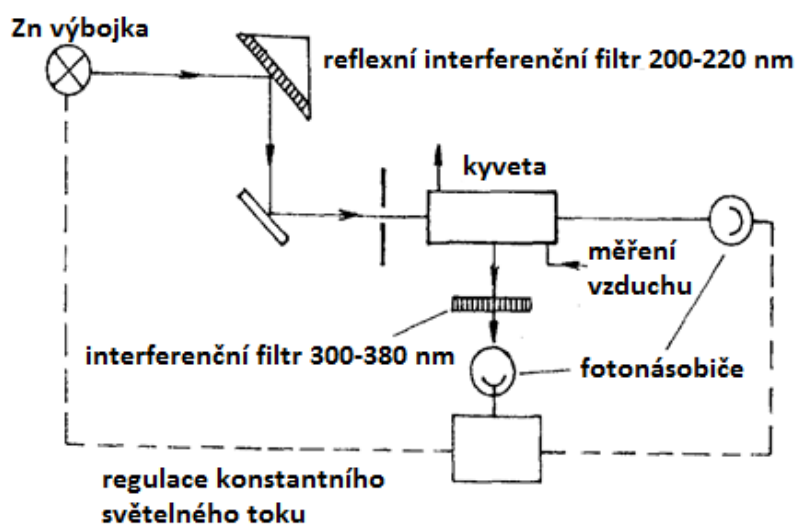 Zn výbojka
reflexní interferenční filtr 200-220 nm
kyveta
měření
vzduchu
interferenční filtr 300-380 nm
fotonásobiče
regulace konstantního
světelného toku